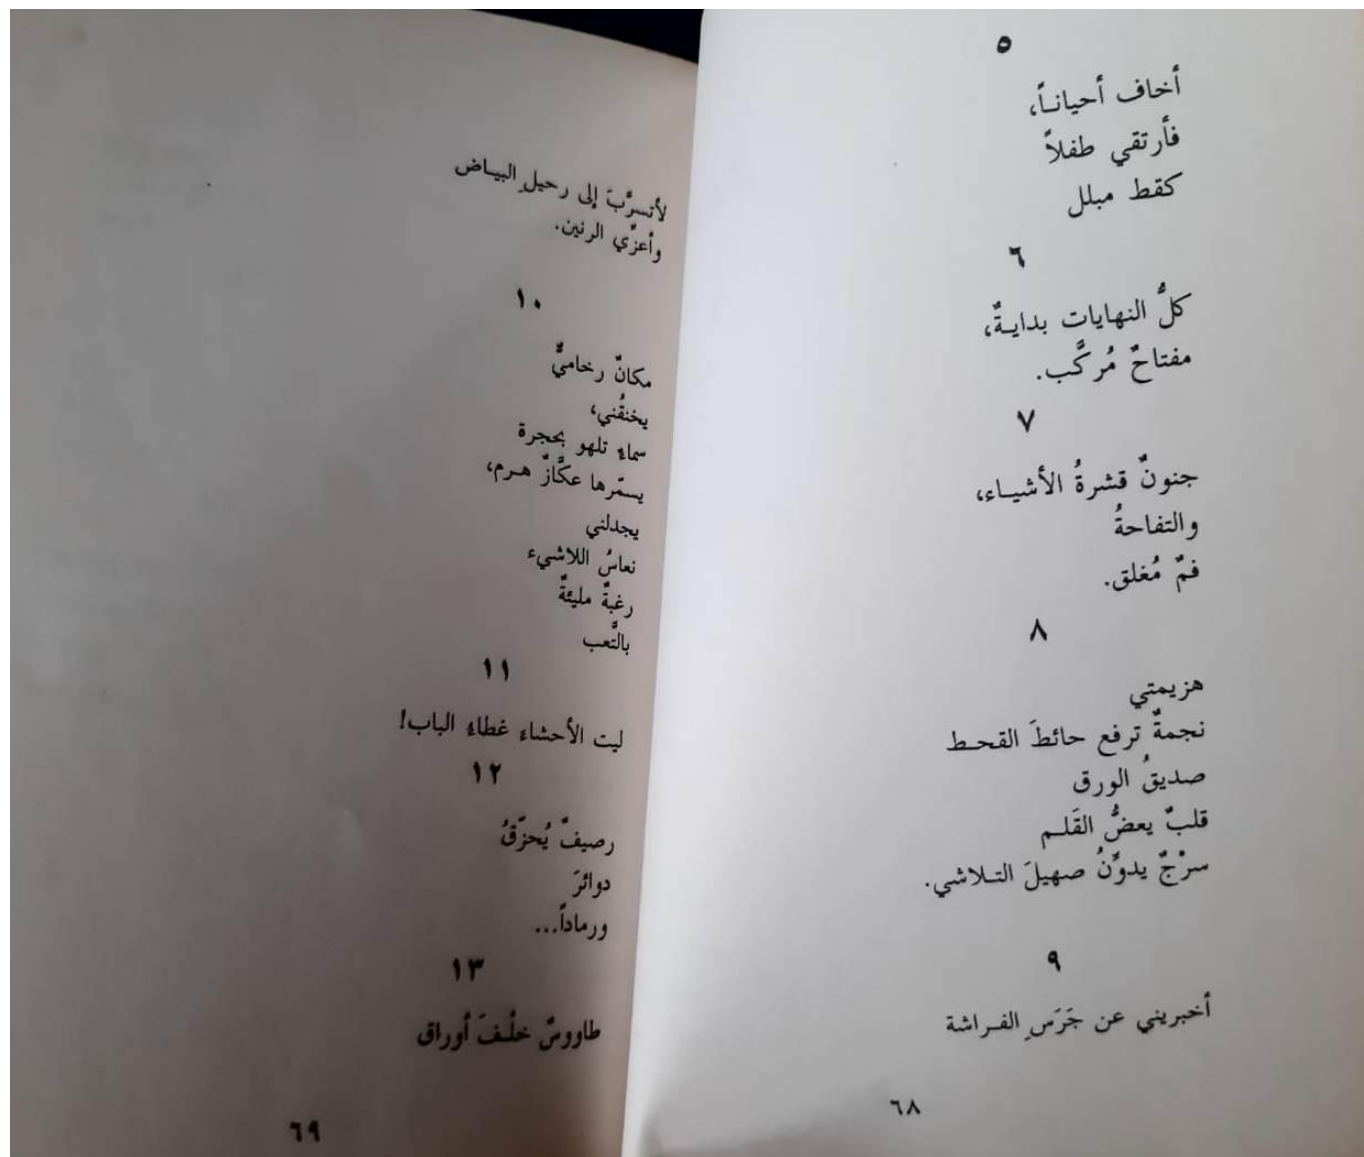 ٥
أخاف أحياناً،
فأرتقي طفلاً
كقط مبلل
٦
كلُّ النهايات بدايةٌ،
مفتاحٌ مُركَّب.
٧
جنونٌ قشرةُ الأشياء،
والتفاحةُ
فمٌ مُغلق.
٨
هزيمتي
نجمةٌ ترفع حائطَ القحط
صديقُ الورق
قلبٌ يعضُّ القَلم
سرْجٌ يدوِّنُ صهيلَ التلاشي.
٩
أخبريني عن جَرَسِ الفراشة
٦٨
لأتسرَّبَ إلى رحيلِ البياض
وأعزِّي الرنين.
١٠
مكانٌ رخاميٌّ
يخنقُني،
سماءٌ تلهو بحجرة
يسمّرها عكَّازٌ هرم،
يجدلني
نعاسُ اللاشيء
رغبةٌ مليئةٌ
بالتَّعب
١١
ليت الأحشاء غطاءُ الباب!
١٢
رصيفٌ يُحزّقُ
دوائرَ
ورماداً...
١٣
طاووسٌ خلْفَ أوراق
٦٩